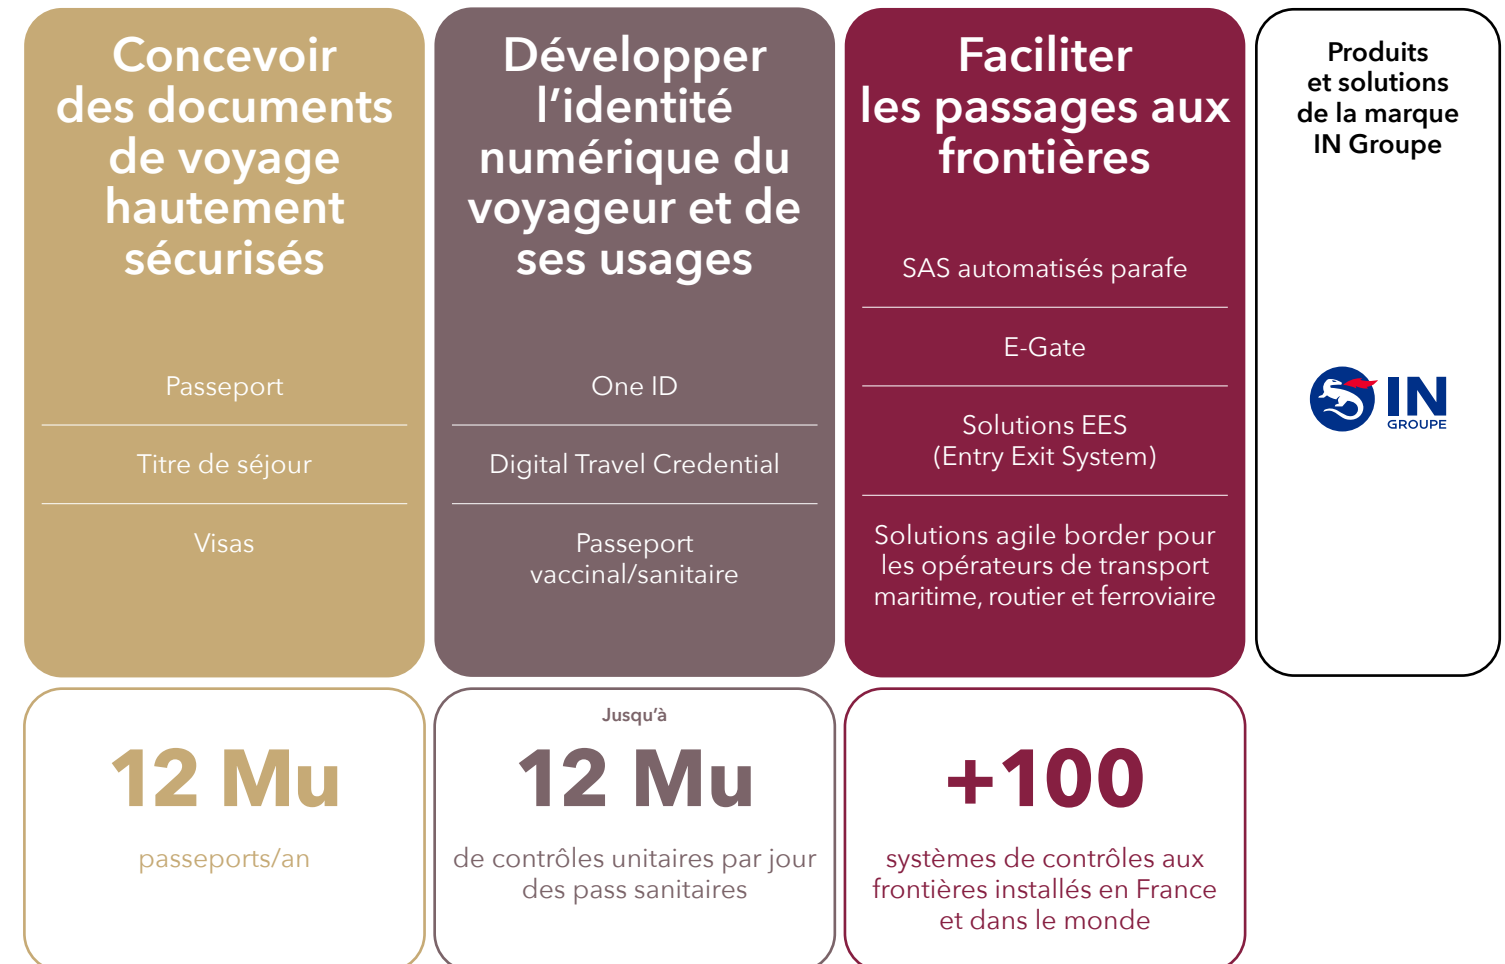 Concevoir
des documents
de voyage
hautement
sécurisés
Passeport
Titre de séjour
Visas
Développer
l’identité
numérique du
voyageur et de
ses usages
One ID
Digital Travel Credential
Passeport
vaccinal/sanitaire
Faciliter
les passages aux
frontières
SAS automatisés parafe
E-Gate
Solutions EES
(Entry Exit System)
Solutions agile border pour
les opérateurs de transport
maritime, routier et ferroviaire
Produits
et solutions
de la marque
IN Groupe
IN
GROUPE
12 Mu
passeports/an
Jusqu’à
12 Mu
de contrôles unitaires par jour
des pass sanitaires
+100
systèmes de contrôles aux
frontières installés en France
et dans le monde